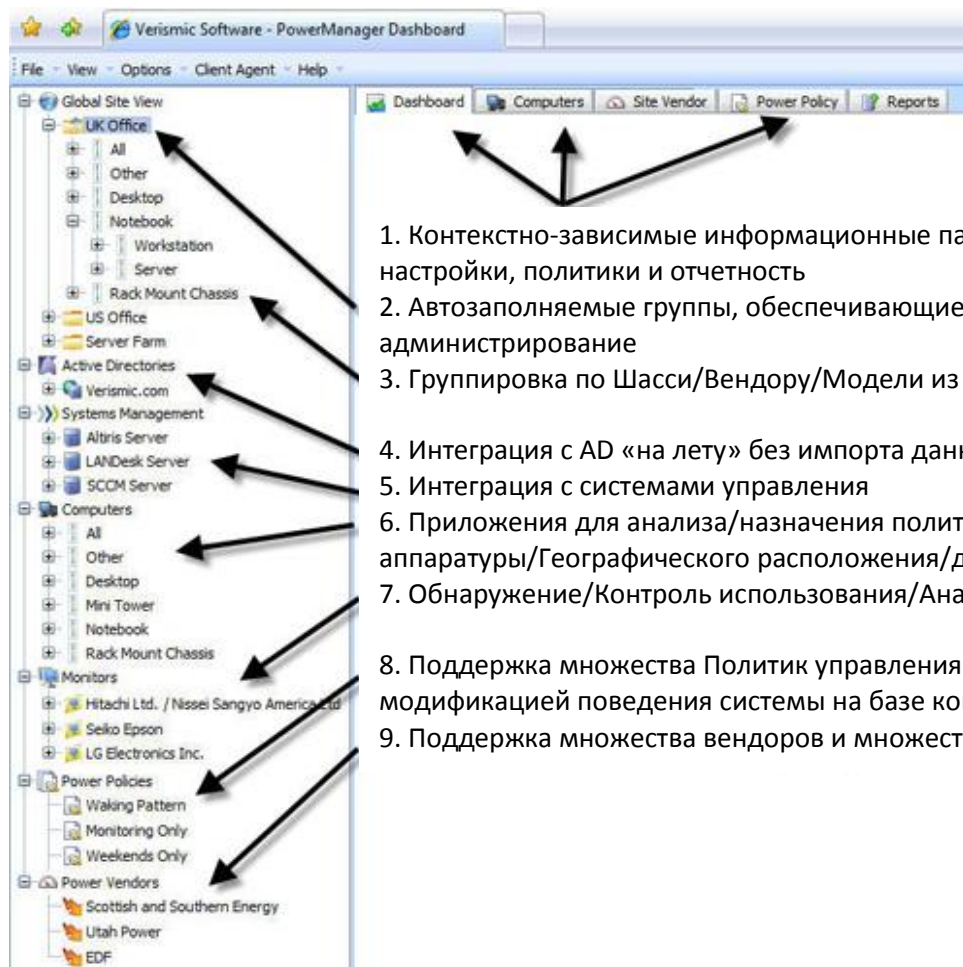 Verismic Software - PowerManager Dashboard
File View Options Client Agent Help
Global Site View
UK Office
All
Other
Desktop
Notebook
Workstation
Server
Rack Mount Chassis
US Office
Server Farm
Active Directories
Verismic.com
Systems Management
Altiris Server
LANDesk Server
SCCM Server
Computers
All
Other
Desktop
Mini Tower
Notebook
Rack Mount Chassis
Monitors
Hitachi Ltd. / Nissei Sangyo America Ltd
Seiko Epson
LG Electronics Inc.
Power Policies
Waking Pattern
Monitoring Only
Weekends Only
Power Vendors
Scottish and Southern Energy
Utah Power
EDF
Dashboard Computers Site Vendor Power Policy Reports
1. Контекстно-зависимые информационные па
настройки, политики и отчетность
2. Автозаполняемые группы, обеспечивающие
администрирование
3. Группировка по Шасси/Вендору/Модели из
4. Интеграция с AD «на лету» без импорта дан
5. Интеграция с системами управления
6. Приложения для анализа/назначения полит
аппаратуры/Географического расположения/д
7. Обнаружение/Контроль использования/Ана
8. Поддержка множества Политик управления
модификацией поведения системы на базе ко
9. Поддержка множества вендоров и множест